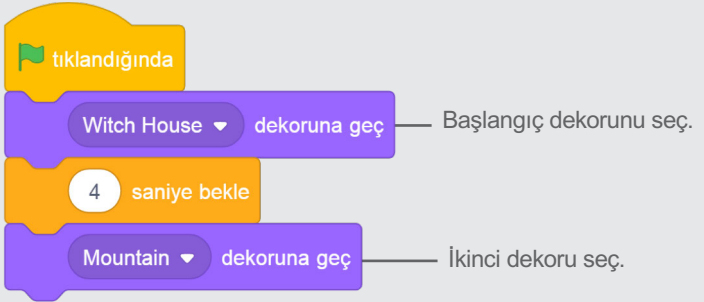 tıklandığında
Witch House dekoruna geç
Başlangıç dekorunu seç.
4 saniye bekle
Mountain dekoruna geç
İkinci dekoru seç.